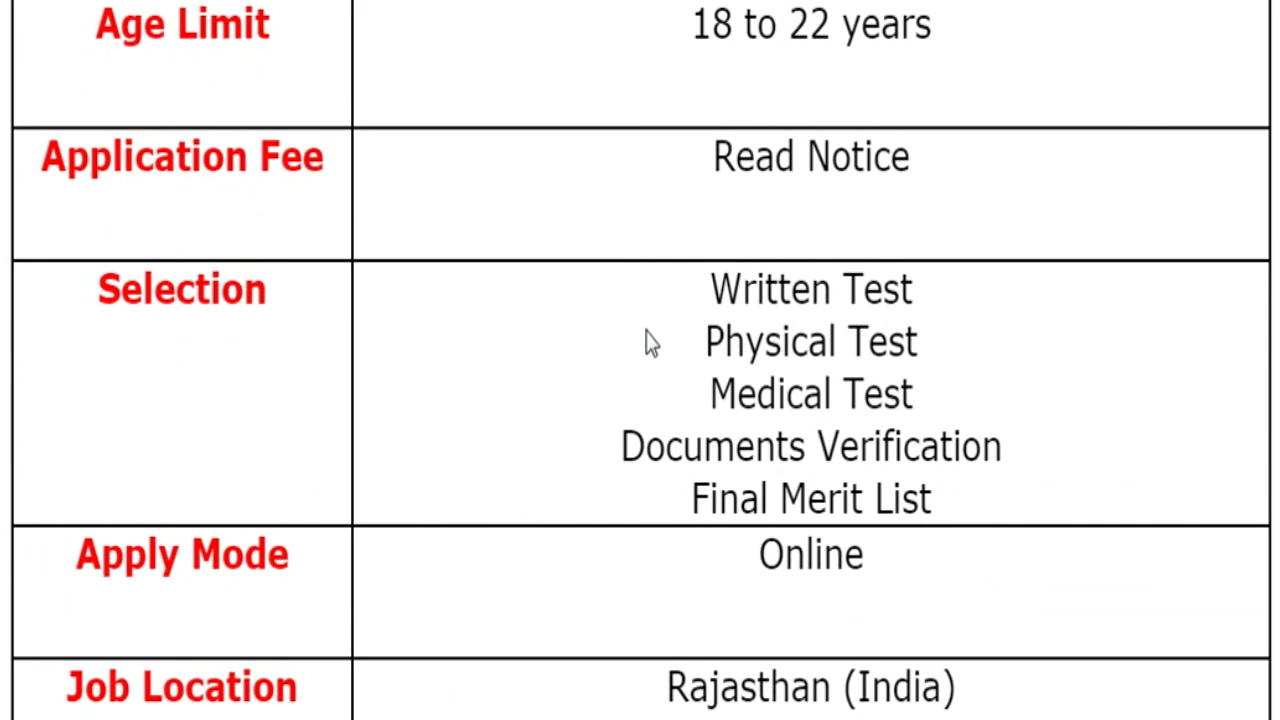 Age Limit 18 to 22 years
Application Fee Read Notice
Selection Written Test
Physical Test
Medical Test
Documents Verification
Final Merit List
Apply Mode Online
Job Location Rajasthan (India)